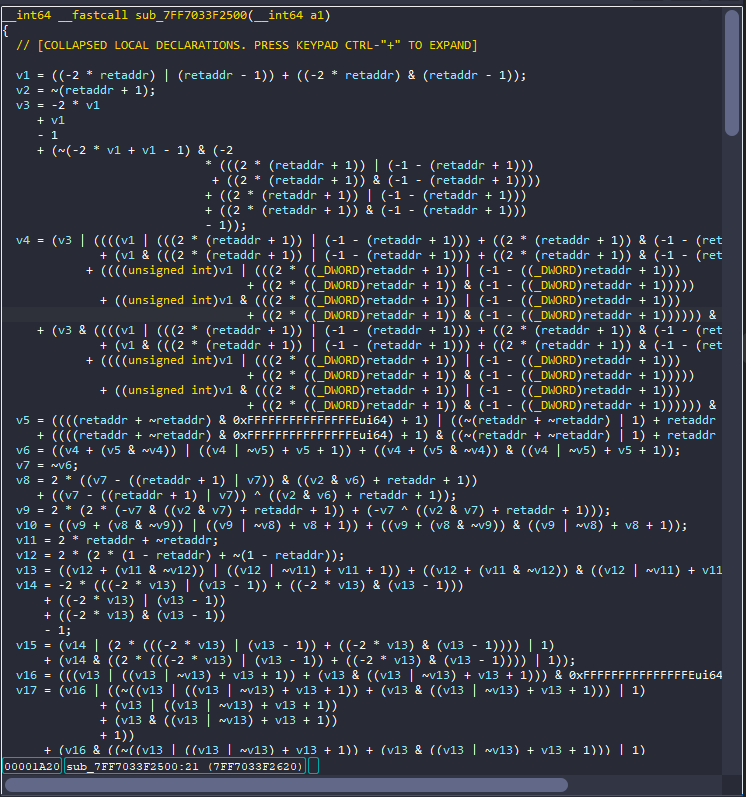 __int64 __fastcall sub_7FF7033F2500(__int64 a1)
{
  // [COLLAPSED LOCAL DECLARATIONS. PRESS KEYPAD CTRL-"+" TO EXPAND]
  v1 = ((-2 * retaddr) | (retaddr - 1)) + ((-2 * retaddr) & (retaddr - 1));
  v2 = ~(retaddr + 1);
  v3 = -2 * v1
     + v1
     - 1
     + (~(-2 * v1 + v1 - 1) & (-2
                             * (((2 * (retaddr + 1)) | (-1 - (retaddr + 1)))
                              + ((2 * (retaddr + 1)) & (-1 - (retaddr + 1))))
                             + ((2 * (retaddr + 1)) | (-1 - (retaddr + 1)))
                             + ((2 * (retaddr + 1)) & (-1 - (retaddr + 1)))
                             - 1));
  v4 = (v3 | ((((v1 | (((2 * (retaddr + 1)) | (-1 - (retaddr + 1))) + ((2 * (retaddr + 1)) & (-1 - (ret
              + (v1 & (((2 * (retaddr + 1)) | (-1 - (retaddr + 1))) + ((2 * (retaddr + 1)) & (-1 - (ret
            + ((((unsigned int)v1 | (((2 * ((_DWORD)retaddr + 1)) | (-1 - ((_DWORD)retaddr + 1)))
                                   + ((2 * ((_DWORD)retaddr + 1)) & (-1 - ((_DWORD)retaddr + 1)))))
              + ((unsigned int)v1 & (((2 * ((_DWORD)retaddr + 1)) | (-1 - ((_DWORD)retaddr + 1)))
                                   + ((2 * ((_DWORD)retaddr + 1)) & (-1 - ((_DWORD)retaddr + 1)))))) &
     + (v3 & ((((v1 | (((2 * (retaddr + 1)) | (-1 - (retaddr + 1))) + ((2 * (retaddr + 1)) & (-1 - (ret
              + (v1 & (((2 * (retaddr + 1)) | (-1 - (retaddr + 1))) + ((2 * (retaddr + 1)) & (-1 - (ret
            + ((((unsigned int)v1 | (((2 * ((_DWORD)retaddr + 1)) | (-1 - ((_DWORD)retaddr + 1)))
                                   + ((2 * ((_DWORD)retaddr + 1)) & (-1 - ((_DWORD)retaddr + 1)))))
              + ((unsigned int)v1 & (((2 * ((_DWORD)retaddr + 1)) | (-1 - ((_DWORD)retaddr + 1)))
                                   + ((2 * ((_DWORD)retaddr + 1)) & (-1 - ((_DWORD)retaddr + 1)))))) &
  v5 = ((((retaddr + ~retaddr) & 0xFFFFFFFFFFFFFFFEui64) + 1) | ((~(retaddr + ~retaddr) | 1) + retaddr
     + ((((retaddr + ~retaddr) & 0xFFFFFFFFFFFFFFFEui64) + 1) & ((~(retaddr + ~retaddr) | 1) + retaddr
  v6 = ((v4 + (v5 & ~v4)) | ((v4 | ~v5) + v5 + 1)) + ((v4 + (v5 & ~v4)) & ((v4 | ~v5) + v5 + 1));
  v7 = ~v6;
  v8 = 2 * ((v7 - ((retaddr + 1) | v7)) & ((v2 & v6) + retaddr + 1))
     + ((v7 - ((retaddr + 1) | v7)) ^ ((v2 & v6) + retaddr + 1));
  v9 = 2 * (2 * (-v7 & ((v2 & v7) + retaddr + 1)) + (-v7 ^ ((v2 & v7) + retaddr + 1)));
  v10 = ((v9 + (v8 & ~v9)) | ((v9 | ~v8) + v8 + 1)) + ((v9 + (v8 & ~v9)) & ((v9 | ~v8) + v8 + 1));
  v11 = 2 * retaddr + ~retaddr;
  v12 = 2 * (2 * (1 - retaddr) + ~(1 - retaddr));
  v13 = ((v12 + (v11 & ~v12)) | ((v12 | ~v11) + v11 + 1)) + ((v12 + (v11 & ~v12)) & ((v12 | ~v11) + v11
  v14 = -2 * (((-2 * v13) | (v13 - 1)) + ((-2 * v13) & (v13 - 1)))
      + ((-2 * v13) | (v13 - 1))
      + ((-2 * v13) & (v13 - 1))
      - 1;
  v15 = (v14 | (2 * (((-2 * v13) | (v13 - 1)) + ((-2 * v13) & (v13 - 1)))) | 1)
      + (v14 & ((2 * (((-2 * v13) | (v13 - 1)) + ((-2 * v13) & (v13 - 1)))) | 1));
  v16 = (((v13 | ((v13 | ~v13) + v13 + 1)) + (v13 & ((v13 | ~v13) + v13 + 1))) & 0xFFFFFFFFFFFFFFFEui64
  v17 = (v16 | ((~((v13 | ((v13 | ~v13) + v13 + 1)) + (v13 & ((v13 | ~v13) + v13 + 1))) | 1)
              + (v13 | ((v13 | ~v13) + v13 + 1))
              + (v13 & ((v13 | ~v13) + v13 + 1))
              + 1))
      + (v16 & ((~((v13 | ((v13 | ~v13) + v13 + 1)) + (v13 & ((v13 | ~v13) + v13 + 1))) | 1)
00001A20 sub_7FF7033F2500:21 (7FF7033F2620)